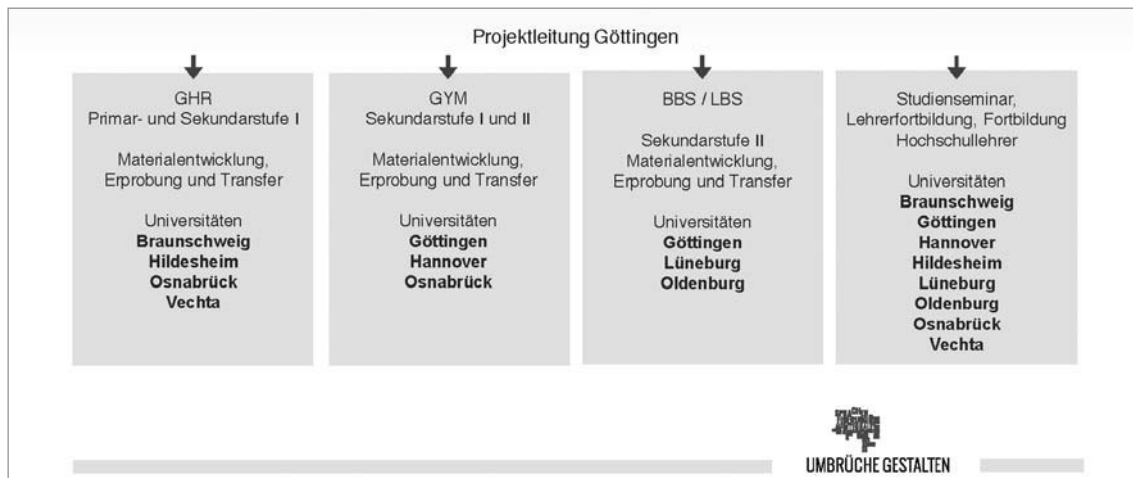 Projektleitung Göttingen
GHR
Primar- und Sekundarstufe I
Materialentwicklung,
Erprobung und Transfer
Universitäten
Braunschweig
Hildesheim
Osnabrück
Vechta
GYM
Sekundarstufe I und II
Materialentwicklung,
Erprobung und Transfer
Universitäten
Göttingen
Hannover
Osnabrück
BBS / LBS
Sekundarstufe II
Materialentwicklung,
Erprobung und Transfer
Universitäten
Göttingen
Lüneburg
Oldenburg
Studienseminar,
Lehrerfortbildung, Fortbildung
Hochschullehrer
Universitäten
Braunschweig
Göttingen
Hannover
Hildesheim
Lüneburg
Oldenburg
Osnabrück
Vechta
UMBRÜCHE GESTALTEN